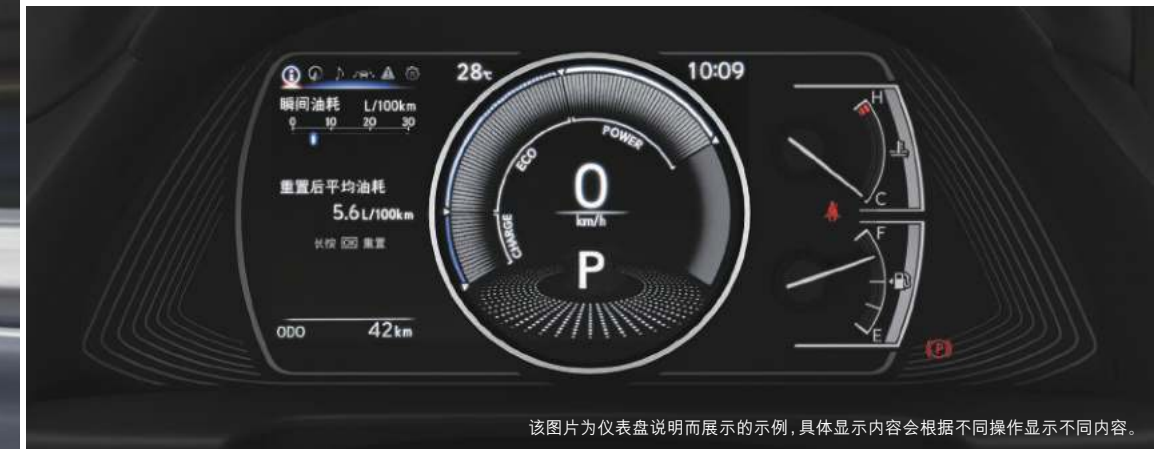 28℃
10:09
瞬间油耗 L/100km
0 10 20 30
重置后平均油耗
5.6 L/100km
长按 OK 重置
ODO 42km
CHARGE
ECO
POWER
0
km/h
P
H
C
F
E
P
该图片为仪表盘说明而展示的示例,具体显示内容会根据不同操作显示不同内容。